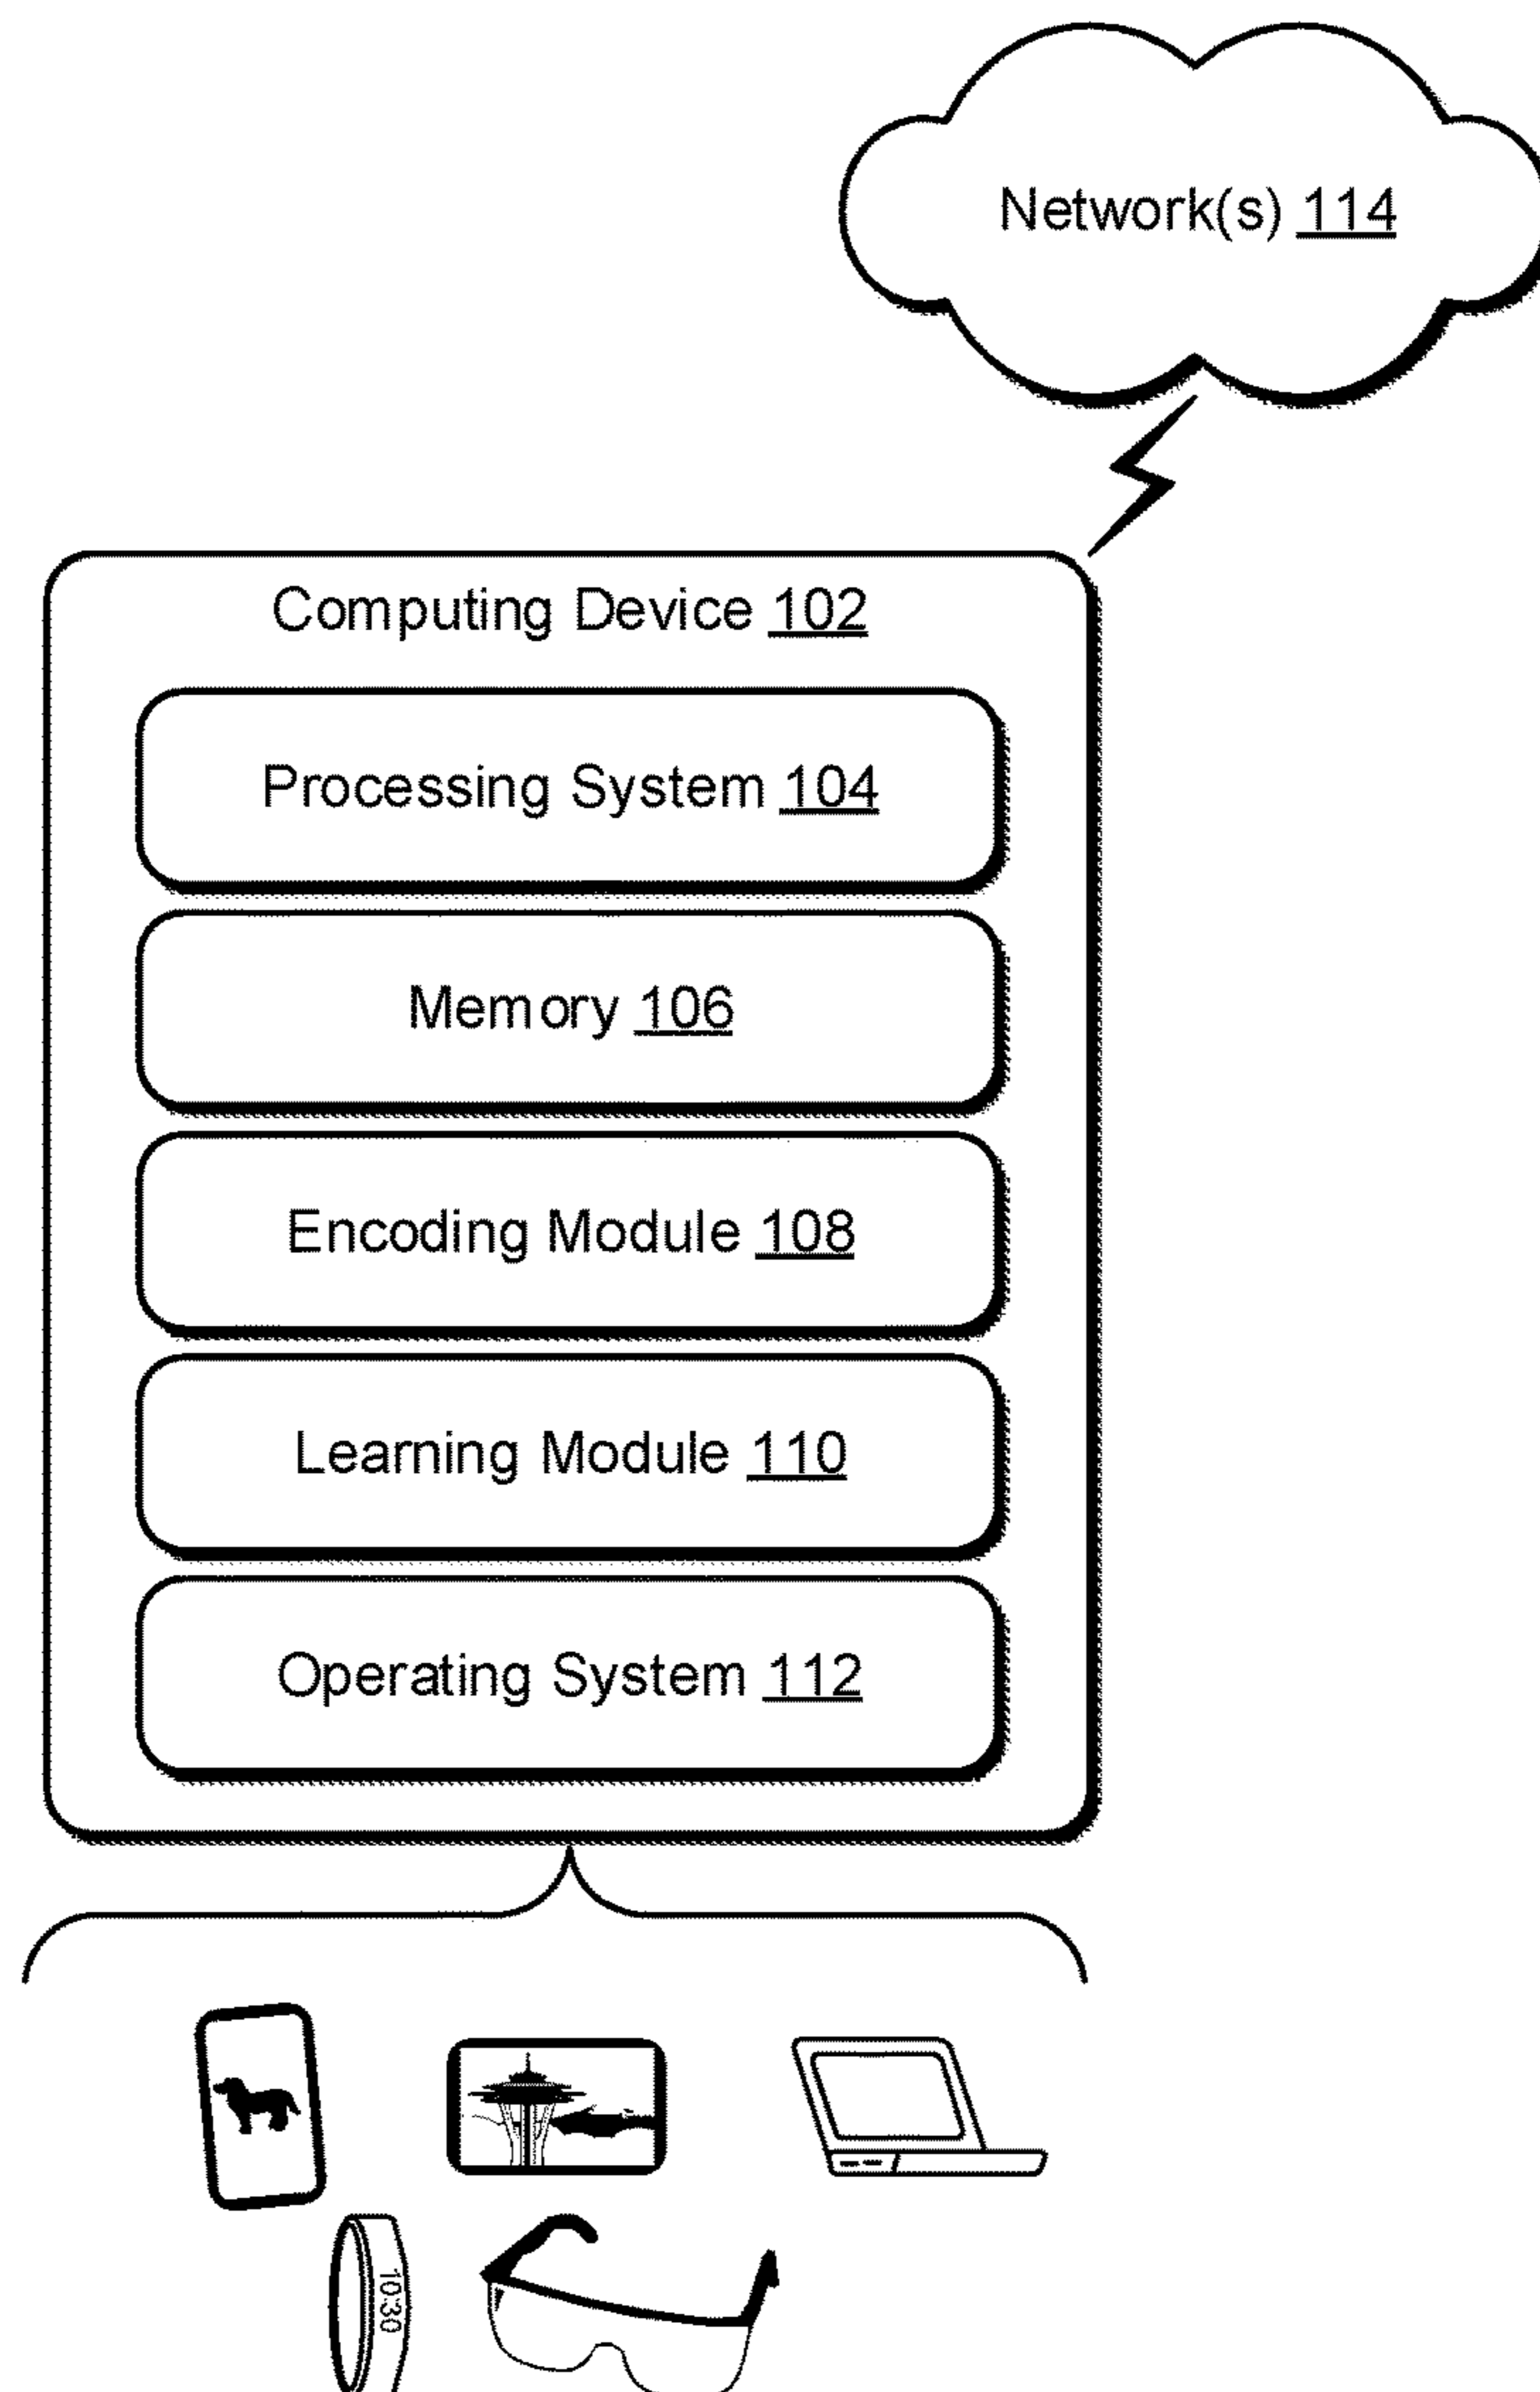 Network(s) 114
Computing Device 102
Processing System 104
Memory 106
Encoding Module 108
Learning Module 110
Operating System 112
10:30